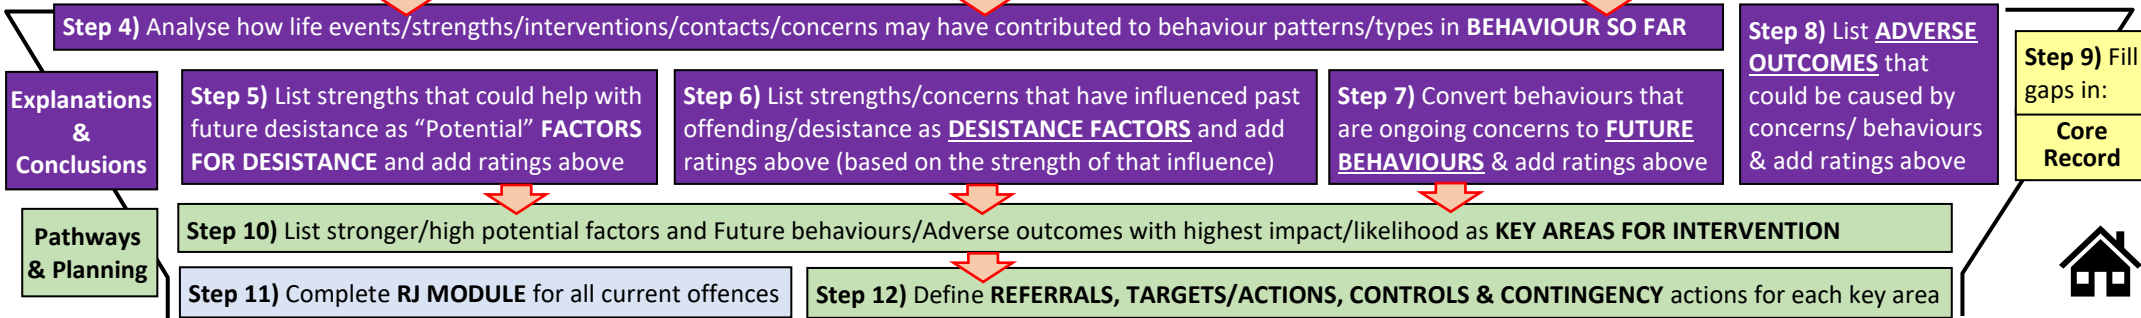 Step 4) Analyse how life events/strengths/interventions/contacts/concerns may have contributed to behaviour patterns/types in BEHAVIOUR SO FAR
Explanations
&
Conclusions
Step 5) List strengths that could help with
future desistance as “Potential” FACTORS
FOR DESISTANCE and add ratings above
Step 6) List strengths/concerns that have influenced past
offending/desistance as DESISTANCE FACTORS and add
ratings above (based on the strength of that influence)
Step 7) Convert behaviours that
are ongoing concerns to FUTURE
BEHAVIOURS & add ratings above
Step 8) List ADVERSE
OUTCOMES that
could be caused by
concerns/ behaviours
& add ratings above
Step 9) Fill
gaps in:
Core
Record
Pathways
& Planning
Step 10) List stronger/high potential factors and Future behaviours/Adverse outcomes with highest impact/likelihood as KEY AREAS FOR INTERVENTION
Step 11) Complete RJ MODULE for all current offences
Step 12) Define REFERRALS, TARGETS/ACTIONS, CONTROLS & CONTINGENCY actions for each key area